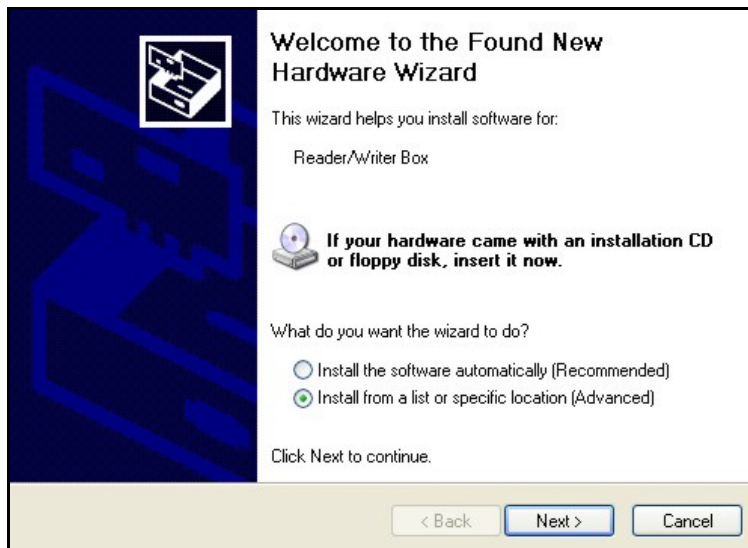 Welcome to the Found New
Hardware Wizard
This wizard helps you install software for:
Reader/Writer Box
If your hardware came with an installation CD
or floppy disk, insert it now.
What do you want the wizard to do?
Install the software automatically (Recommended)
Install from a list or specific location (Advanced)
Click Next to continue.
< Back Next > Cancel